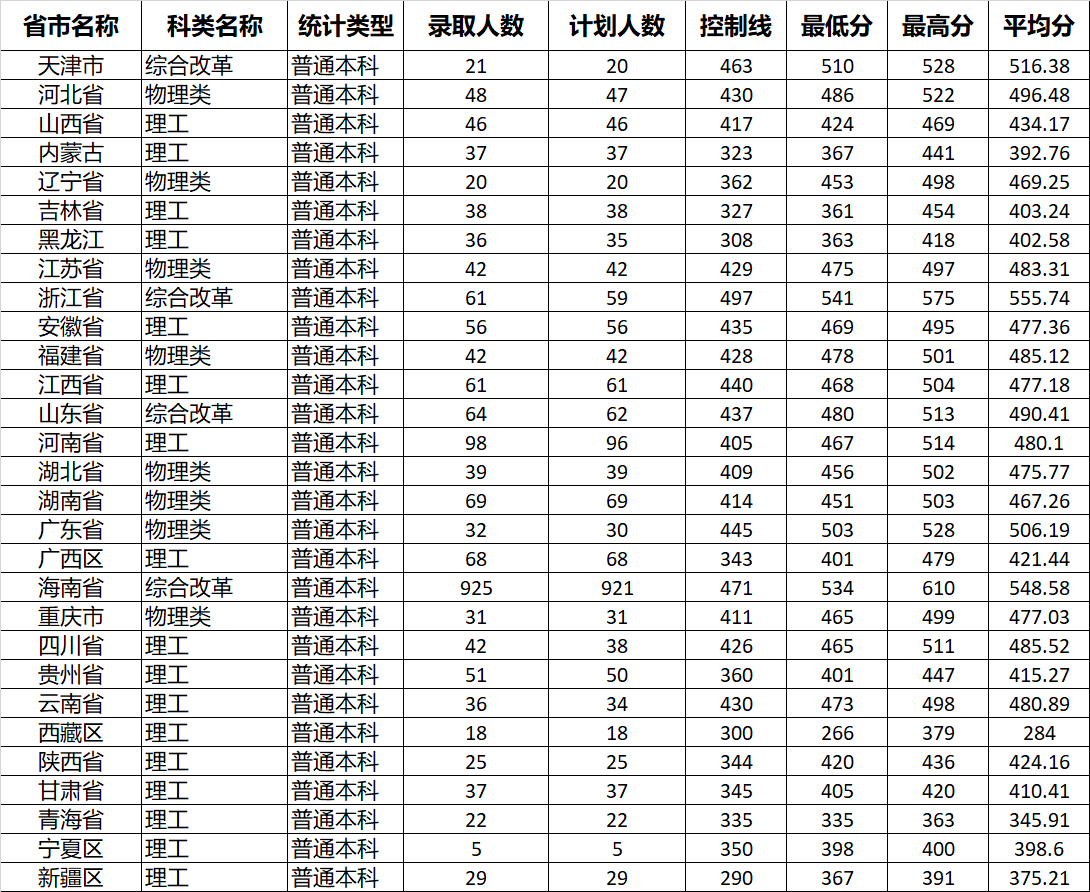 省市名称 科类名称 统计类型 录取人数 计划人数 控制线 最低分 最高分 平均分
天津市 综合改革 普通本科 21 20 463 510 528 516.38
河北省 物理类 普通本科 48 47 430 486 522 496.48
山西省 理工 普通本科 46 46 417 424 469 434.17
内蒙古 理工 普通本科 37 37 323 367 441 392.76
辽宁省 物理类 普通本科 20 20 362 453 498 469.25
吉林省 理工 普通本科 38 38 327 361 454 403.24
黑龙江 理工 普通本科 36 35 308 363 418 402.58
江苏省 物理类 普通本科 42 42 429 475 497 483.31
浙江省 综合改革 普通本科 61 59 497 541 575 555.74
安徽省 理工 普通本科 56 56 435 469 495 477.36
福建省 物理类 普通本科 42 42 428 478 501 485.12
江西省 理工 普通本科 61 61 440 468 504 477.18
山东省 综合改革 普通本科 64 62 437 480 513 490.41
河南省 理工 普通本科 98 96 405 467 514 480.1
湖北省 物理类 普通本科 39 39 409 456 502 475.77
湖南省 物理类 普通本科 69 69 414 451 503 467.26
广东省 物理类 普通本科 32 30 445 503 528 506.19
广西区 理工 普通本科 68 68 343 401 479 421.44
海南省 综合改革 普通本科 925 921 471 534 610 548.58
重庆市 物理类 普通本科 31 31 411 465 499 477.03
四川省 理工 普通本科 42 38 426 465 511 485.52
贵州省 理工 普通本科 51 50 360 401 447 415.27
云南省 理工 普通本科 36 34 430 473 498 480.89
西藏区 理工 普通本科 18 18 300 266 379 284
陕西省 理工 普通本科 25 25 344 420 436 424.16
甘肃省 理工 普通本科 37 37 345 405 420 410.41
青海省 理工 普通本科 22 22 335 335 363 345.91
宁夏区 理工 普通本科 5 5 350 398 400 398.6
新疆区 理工 普通本科 29 29 290 367 391 375.21